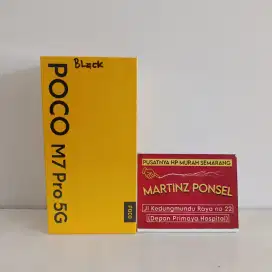 Black
POCO M7 Pro 5G
POCO
PUSATNYA HP MURAH SEMARANG
MARTINZ PONSEL
Jl Kedungmundu Raya no 22
(Depan Primaya Hospital)